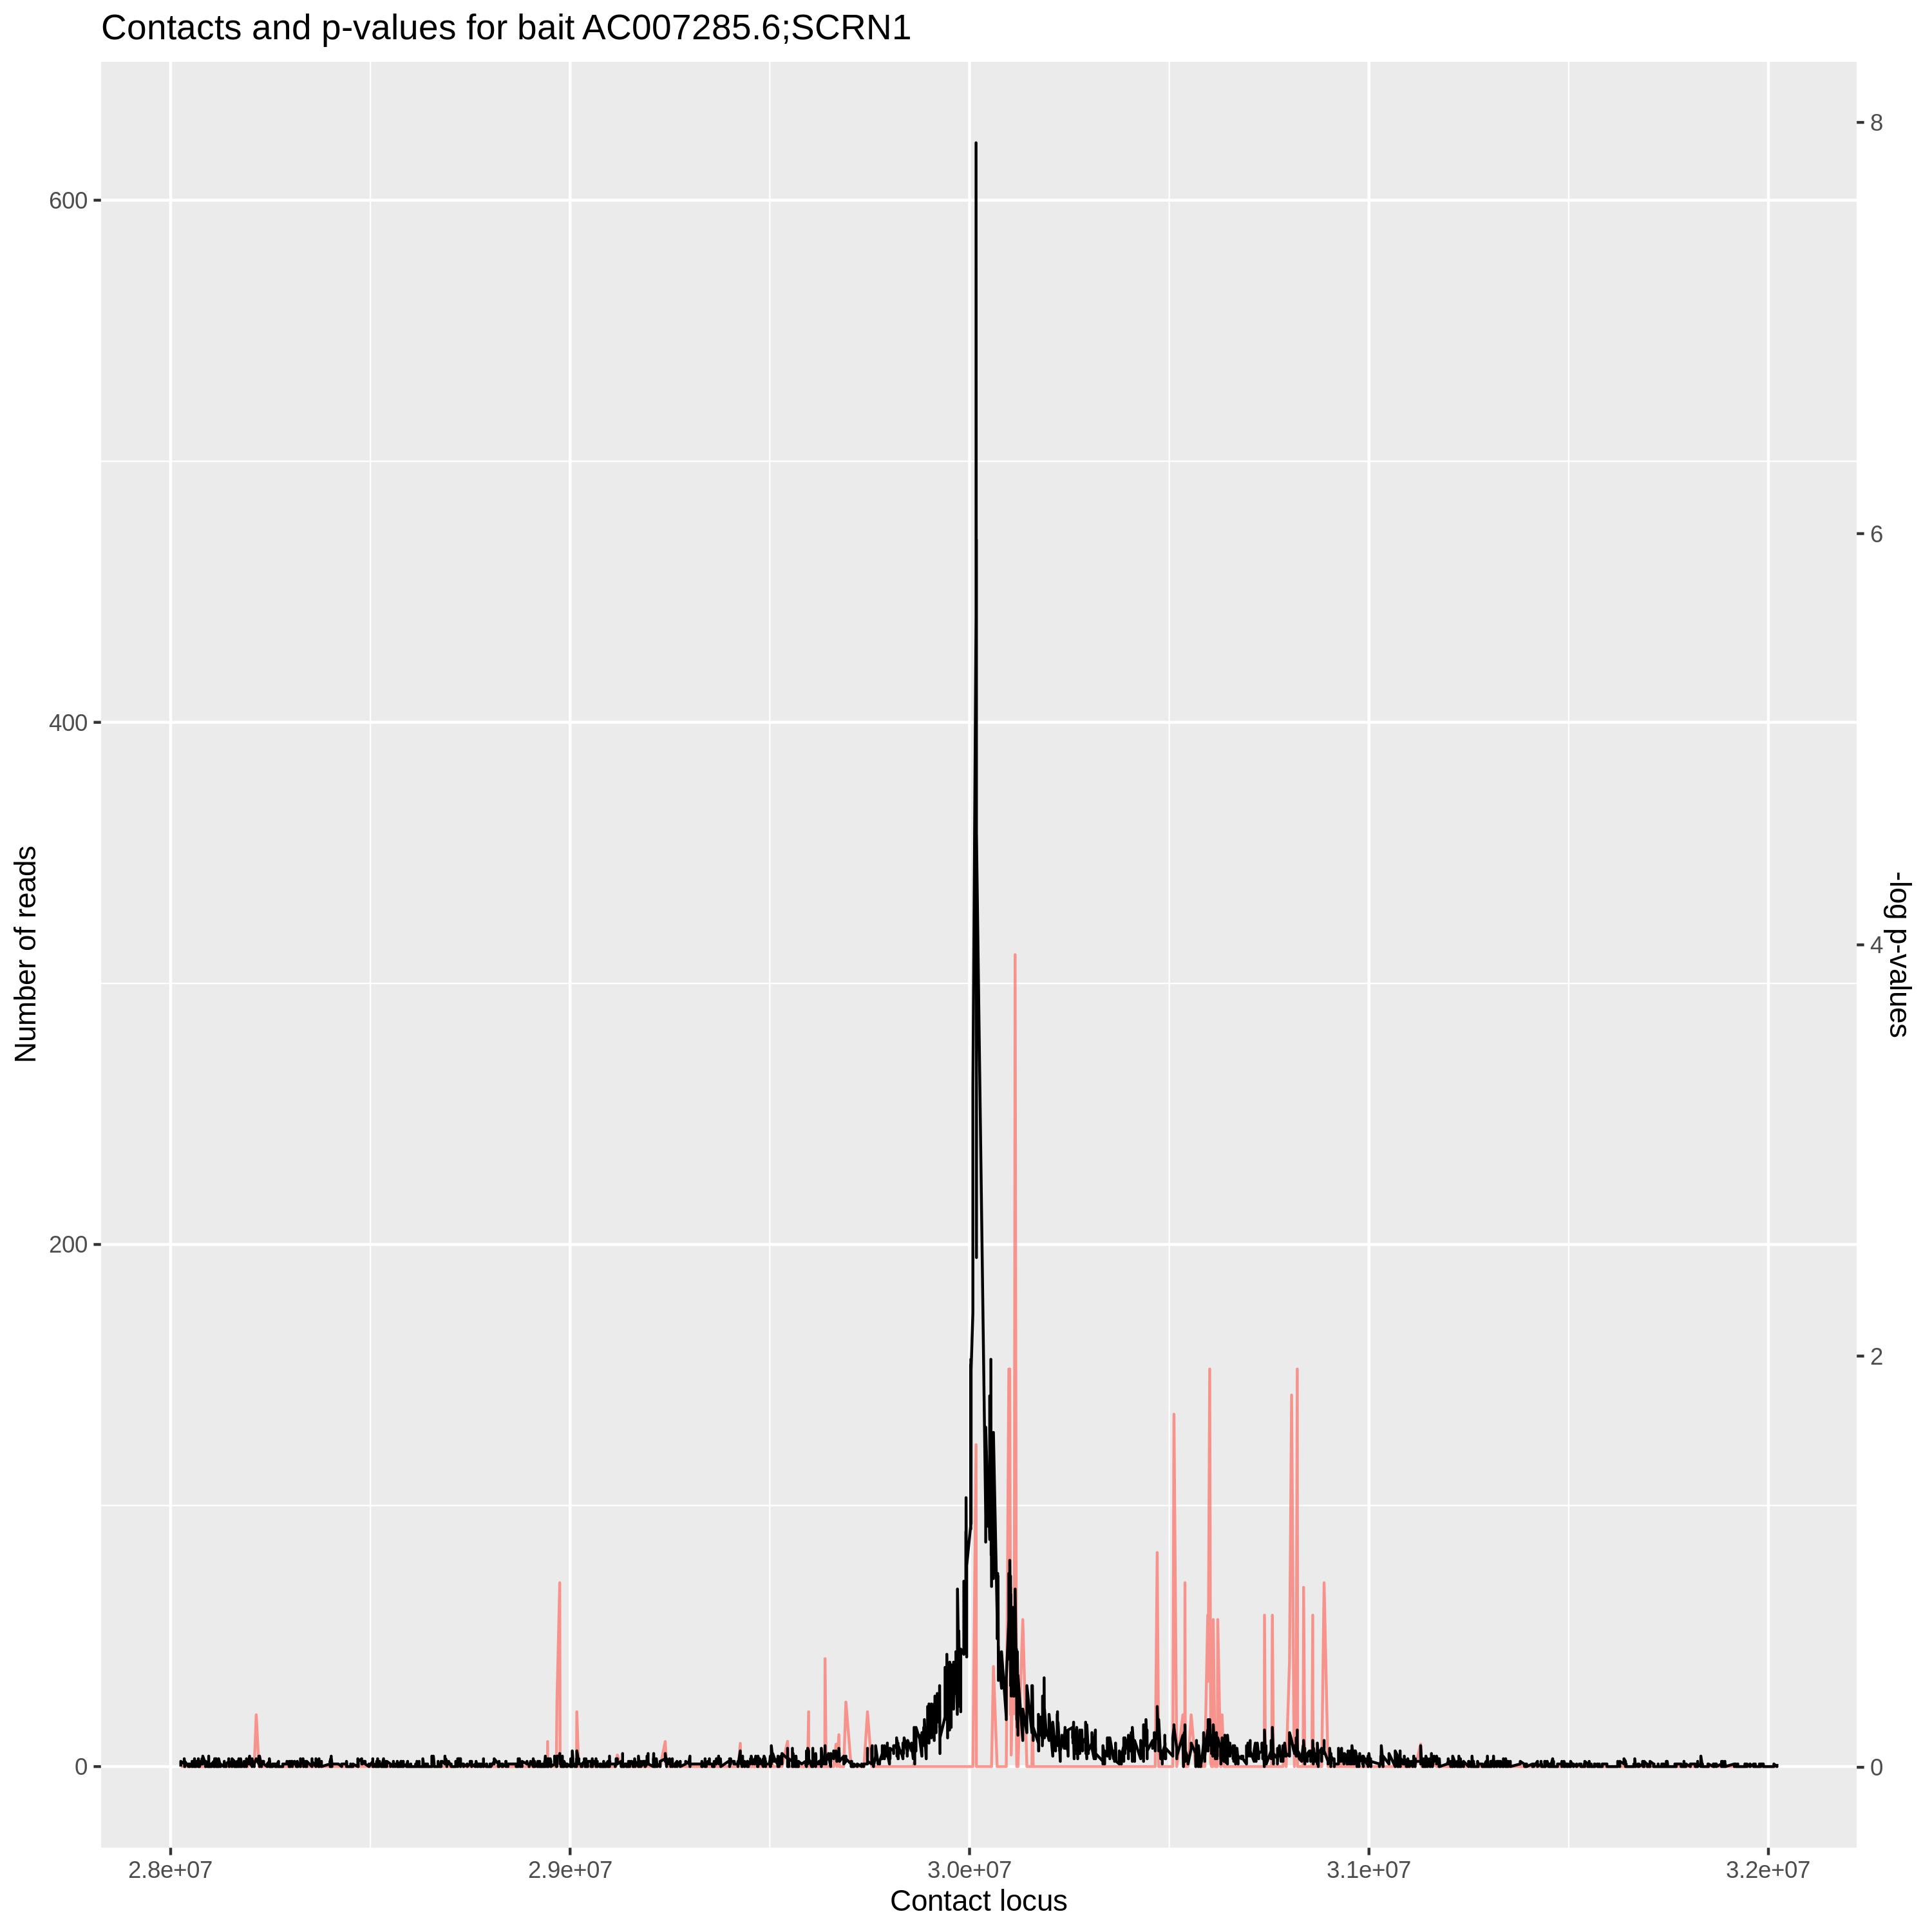 Contacts and p-values for bait AC007285.6;SCRN1
8
600
6
400
Number of reads
-log p-values
4
200
2
0
0
2.8e+07
2.9e+07
3.0e+07
3.1e+07
3.2e+07
Contact locus